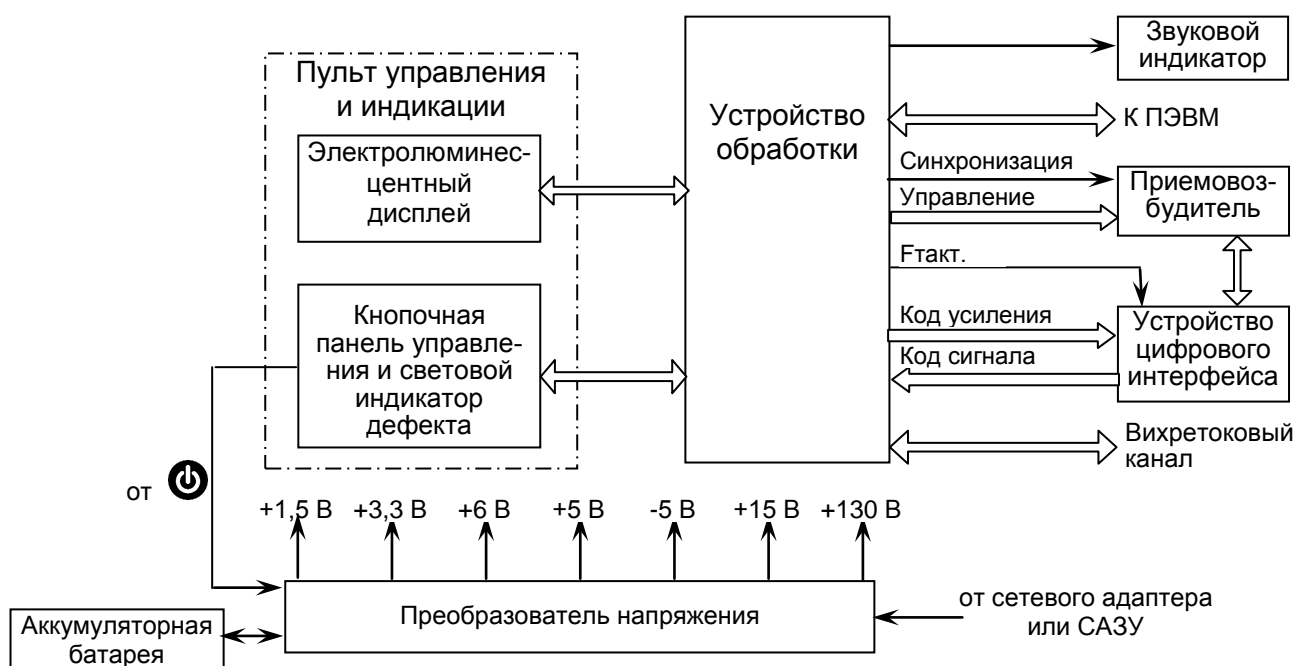 Пульт управления
и индикации
Электролюминес-
центный
дисплей
Кнопочная
панель управле-
ния и световой
индикатор
дефекта
Устройство
обработки
Звуковой
индикатор
К ПЭВМ
Синхронизация
Управление
Приемовоз-
будитель
Fтакт.
Код усиления
Код сигнала
Устройство
цифрового
интерфейса
Вихретоковый
канал
от
+1,5 В +3,3 В +6 В +5 В -5 В +15 В +130 В
Преобразователь напряжения
от сетевого адаптера
или САЗУ
Аккумуляторная
батарея